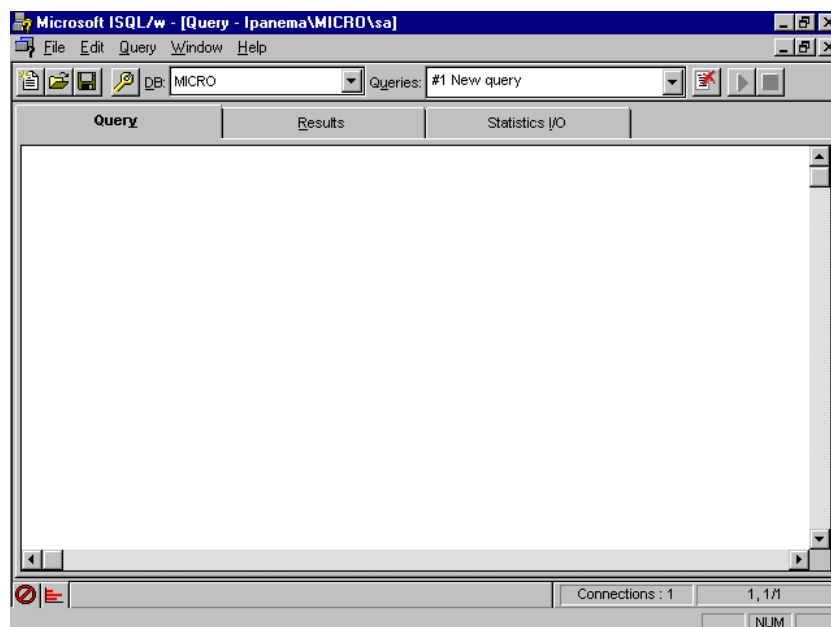 Microsoft ISQL/w - [Query - Ipanema\MICRO\sa]
File Edit Query Window Help
DB: MICRO Queries: #1 New query
Query Results Statistics I/O
Connections : 1 1, 1/1
NUM